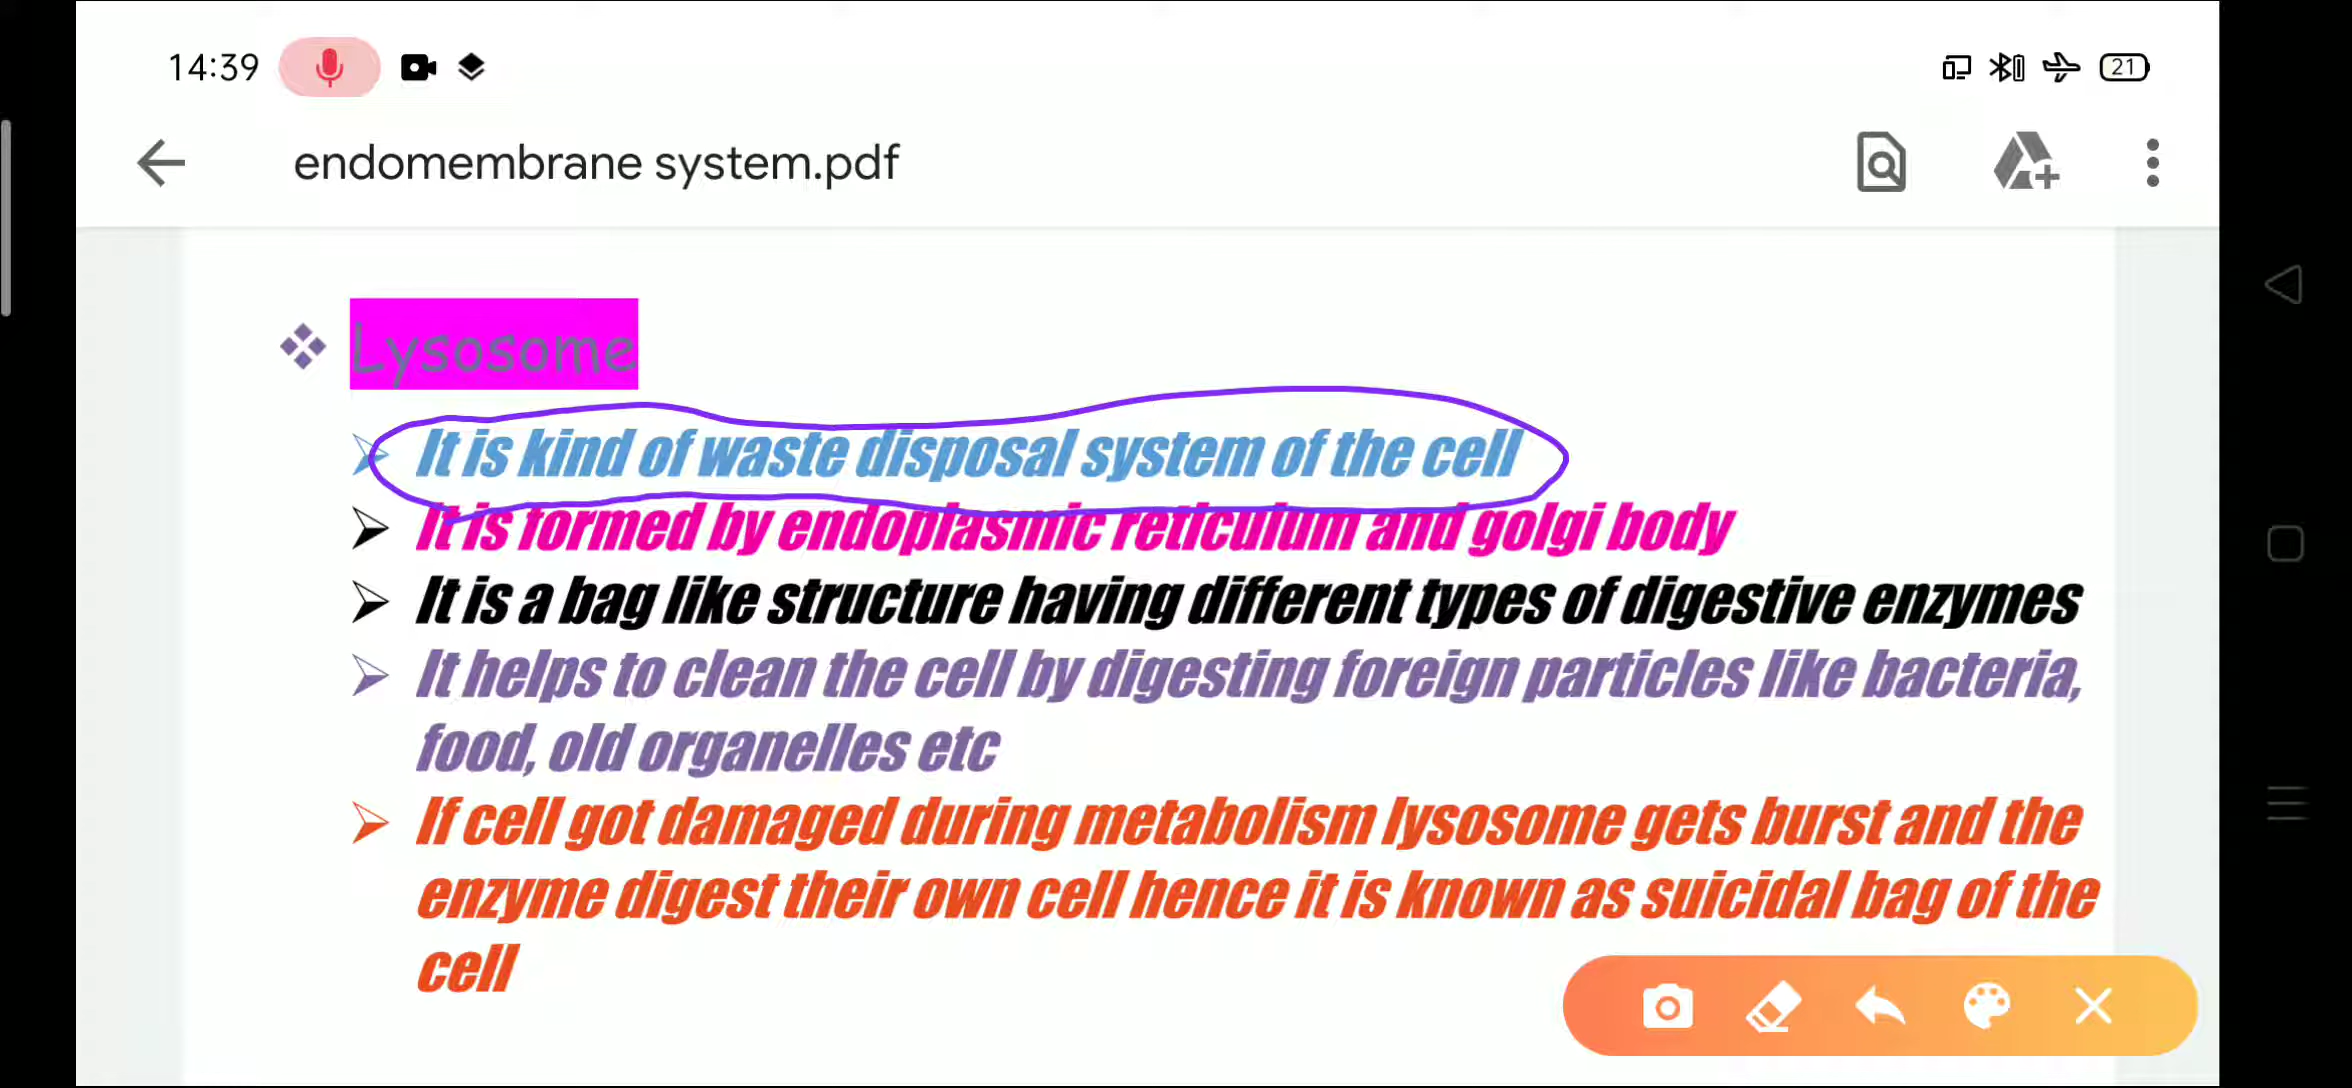 14:39
21
endomembrane system.pdf
Lysosome
It is kind of waste disposal system of the cell
It is formed by endoplasmic reticulum and golgi body
It is a bag like structure having different types of digestive enzymes
It helps to clean the cell by digesting foreign particles like bacteria,
food, old organelles etc
If cell got damaged during metabolism lysosome gets burst and the
enzyme digest their own cell hence it is known as suicidal bag of the
cell